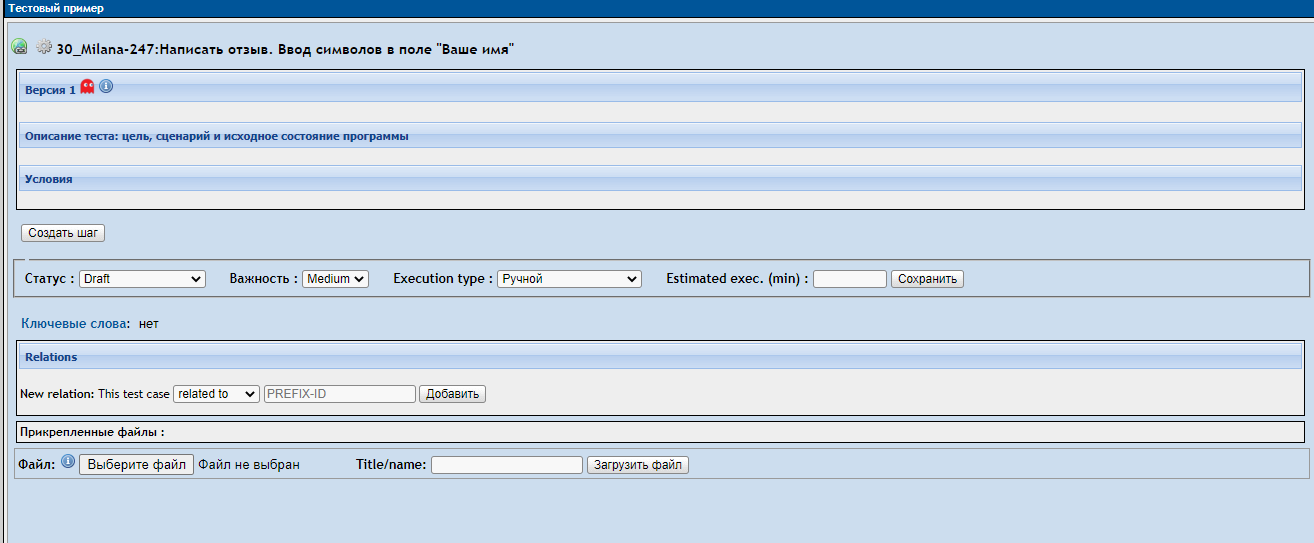 Тестовый пример
30_Milana-247:Написать отзыв. Ввод символов в поле "Ваше имя"
Версия 1
Описание теста: цель, сценарий и исходное состояние программы
Условия
Создать шаг
Статус : Draft Важность : Medium Execution type : Ручной Estimated exec. (min) : Сохранить
Ключевые слова: нет
Relations
New relation: This test case related to PREFIX-ID Добавить
Прикрепленные файлы :
Файл: Выберите файл Файл не выбран Title/name: Загрузить файл